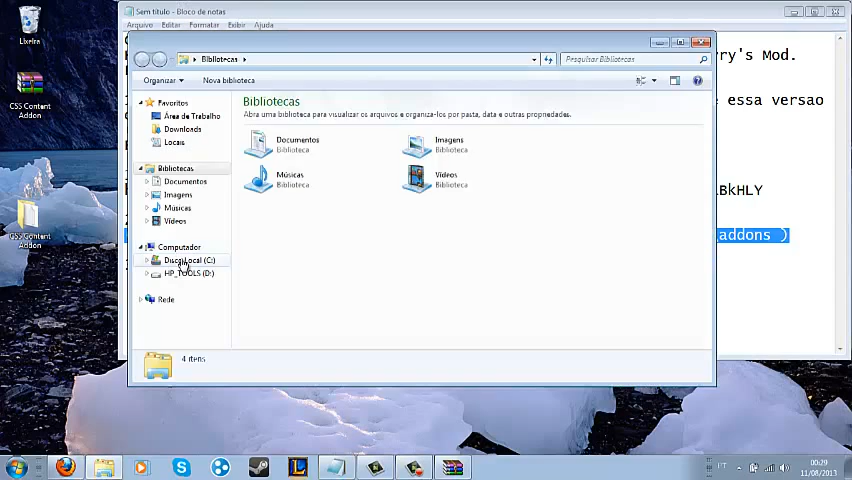 Lixeira
CSS Content
Addon
CSS Content
Addon
Sem título - Bloco de notas
Arquivo Editar Formatar Exibir Ajuda
ry's Mod.
essa versao
BkHLY
addons )
Bibliotecas
Pesquisar Bibliotecas
Organizar
Nova biblioteca
Favoritos
Área de Trabalho
Downloads
Locais
Bibliotecas
Documentos
Imagens
Músicas
Vídeos
Computador
Disco Local (C:)
HP_TOOLS (D:)
Rede
Bibliotecas
Abra uma biblioteca para visualizar os arquivos e organizá-los por pasta, data e outras propriedades.
Documentos
Biblioteca
Imagens
Biblioteca
Músicas
Biblioteca
Vídeos
Biblioteca
4 itens
PT
00:29
11/08/2013